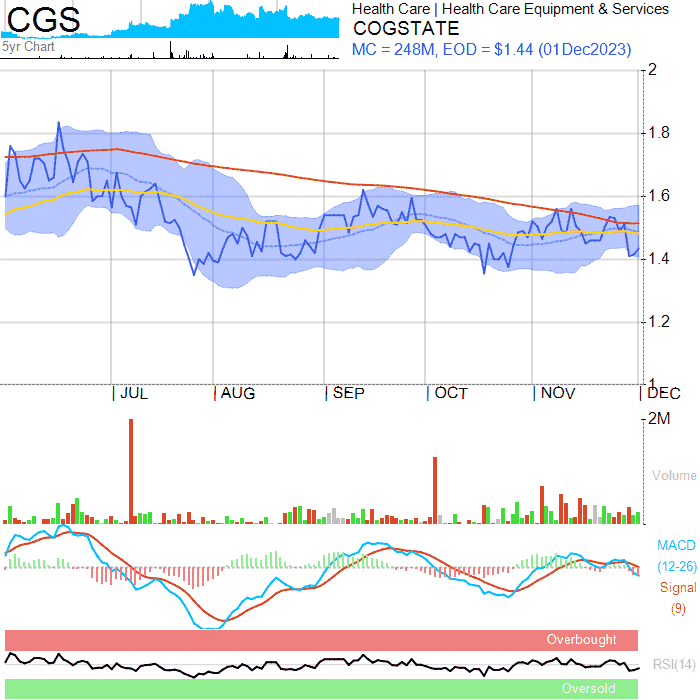 CGS
5yr Chart
Health Care | Health Care Equipment & Services
COGSTATE
MC = 248M, EOD = $1.44 (01Dec2023)
2
1.8
1.6
1.4
1.2
1
JUL AUG SEP OCT NOV DEC
2M
Volume
MACD
(12-26)
Signal
(9)
Overbought
RSI(14)
Oversold